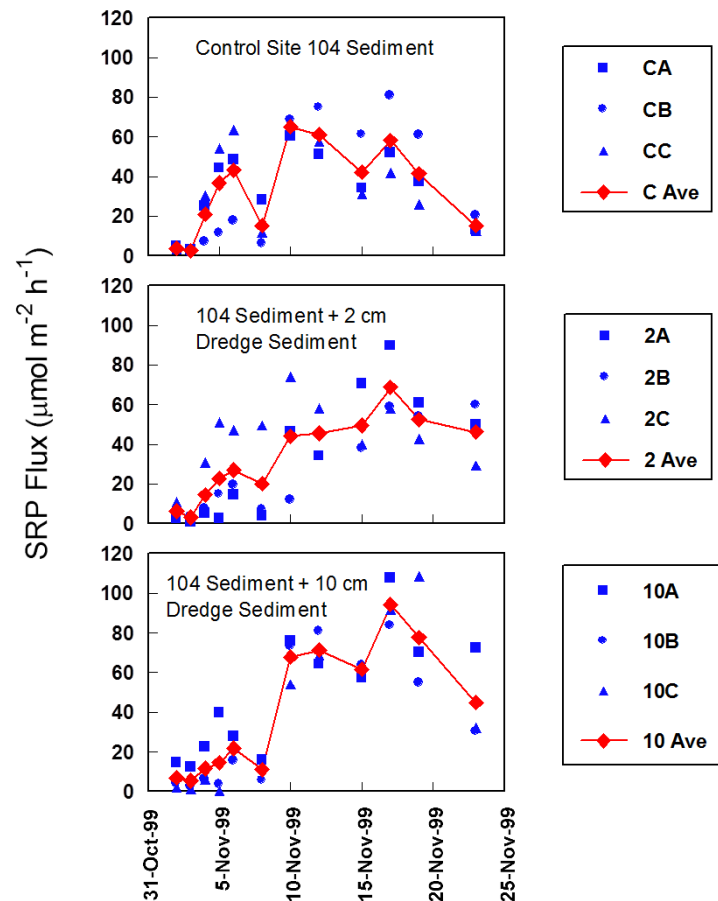 SRP Flux (μmol m⁻² h⁻¹)
120
100
80
60
40
20
0
Control Site 104 Sediment
CA
CB
CC
C Ave
120
100
80
60
40
20
0
104 Sediment + 2 cm
Dredge Sediment
2A
2B
2C
2 Ave
120
100
80
60
40
20
0
104 Sediment + 10 cm
Dredge Sediment
10A
10B
10C
10 Ave
31-Oct-99
5-Nov-99
10-Nov-99
15-Nov-99
20-Nov-99
25-Nov-99